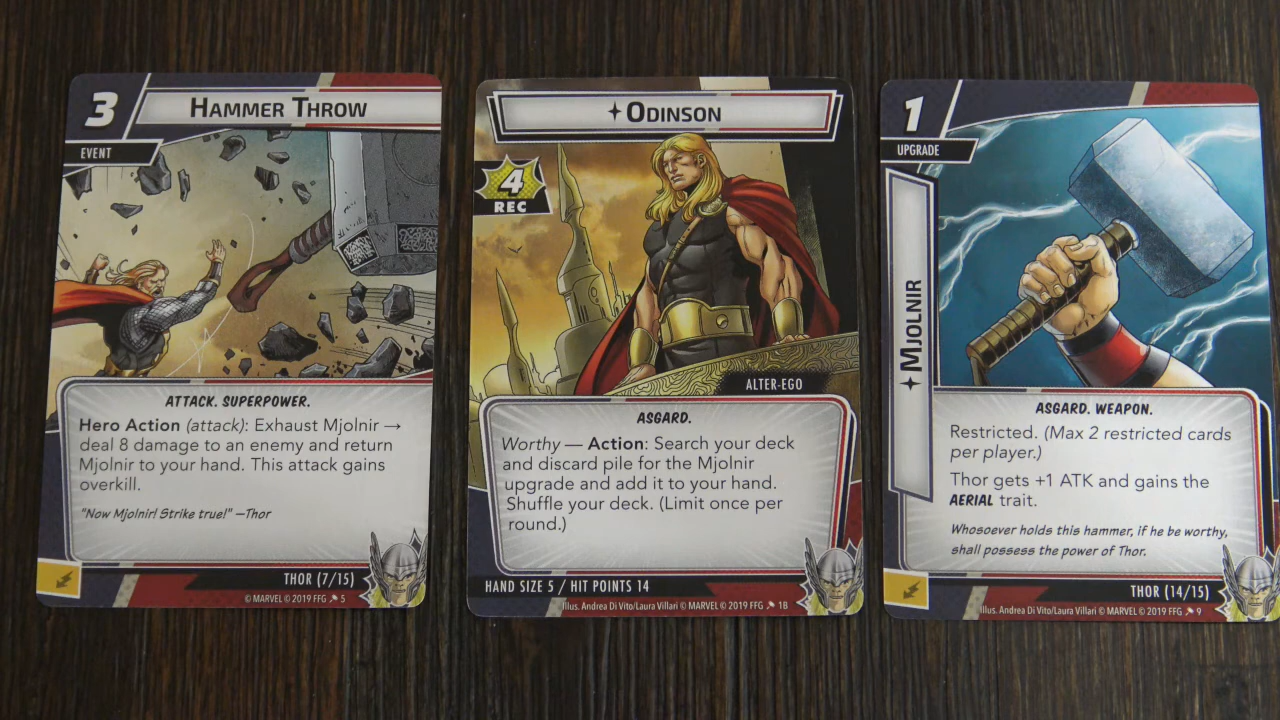 3
HAMMER THROW
EVENT
ATTACK. SUPERPOWER.
Hero Action (attack): Exhaust Mjolnir →
deal 8 damage to an enemy and return
Mjolnir to your hand. This attack gains
overkill.
"Now Mjolnir! Strike true!" —Thor
THOR (7/15)
© MARVEL © 2019 FFG 5
ODINSON
4
REC
ALTER-EGO
ASGARD.
Worthy — Action: Search your deck
and discard pile for the Mjolnir
upgrade and add it to your hand.
Shuffle your deck. (Limit once per
round.)
HAND SIZE 5 / HIT POINTS 14
Illus. Andrea Di Vito/Laura Villari © MARVEL © 2019 FFG 1B
1
UPGRADE
MJOLNIR
ASGARD. WEAPON.
Restricted. (Max 2 restricted cards
per player.)
Thor gets +1 ATK and gains the
AERIAL trait.
Whosoever holds this hammer, if he be worthy,
shall possess the power of Thor.
THOR (14/15)
Illus. Andrea Di Vito/Laura Villari © MARVEL © 2019 FFG 9